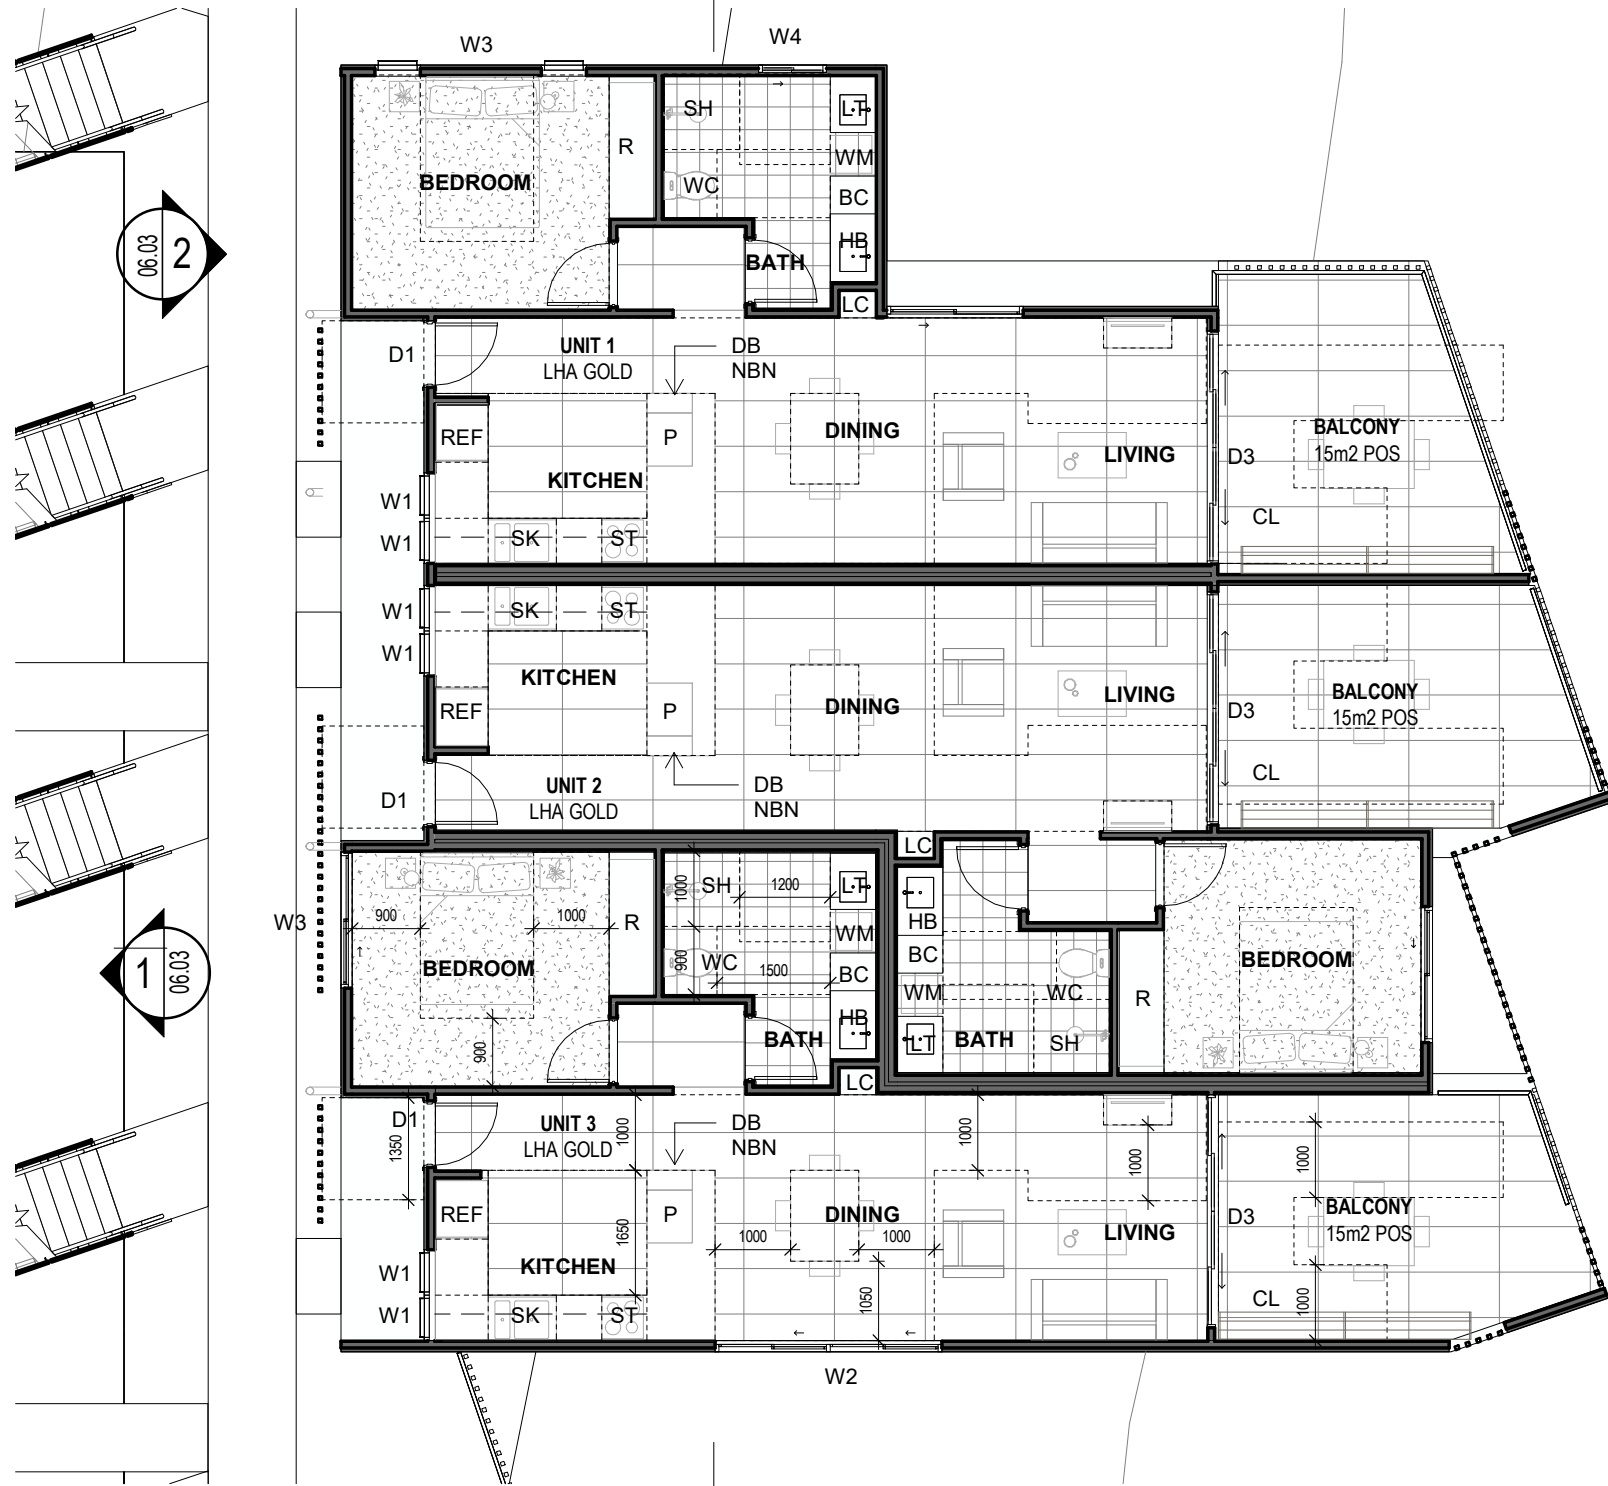 W3
W4
SH
LT
R
WM
BEDROOM
WC
BC
HB
06.03
2
BATH
LC
D1
UNIT 1
LHA GOLD
DB
NBN
REF
P
DINING
BALCONY
15m2 POS
LIVING
D3
KITCHEN
W1
CL
W1
SK
ST
W1
SK
ST
W1
KITCHEN
LIVING
BALCONY
15m2 POS
REF
P
DINING
D3
CL
UNIT 2
LHA GOLD
DB
NBN
D1
LC
1000
SH
1200
LT
W3
900
1000
R
HB
WM
BEDROOM
900
WC
1500
BC
BC
BEDROOM
WM
WC
R
1
06.03
HB
BATH
LT
BATH
SH
900
LC
D1
UNIT 3
LHA GOLD
1000
DB
NBN
1000
1350
1000
1000
REF
P
DINING
BALCONY
15m2 POS
D3
1650
1000
1000
LIVING
KITCHEN
W1
1050
CL
1000
W1
SK
ST
W2